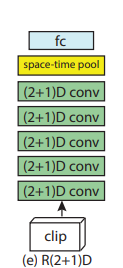 fc
space-time pool
(2+1)D conv
(2+1)D conv
(2+1)D conv
(2+1)D conv
(2+1)D conv
clip
(e) R(2+1)D